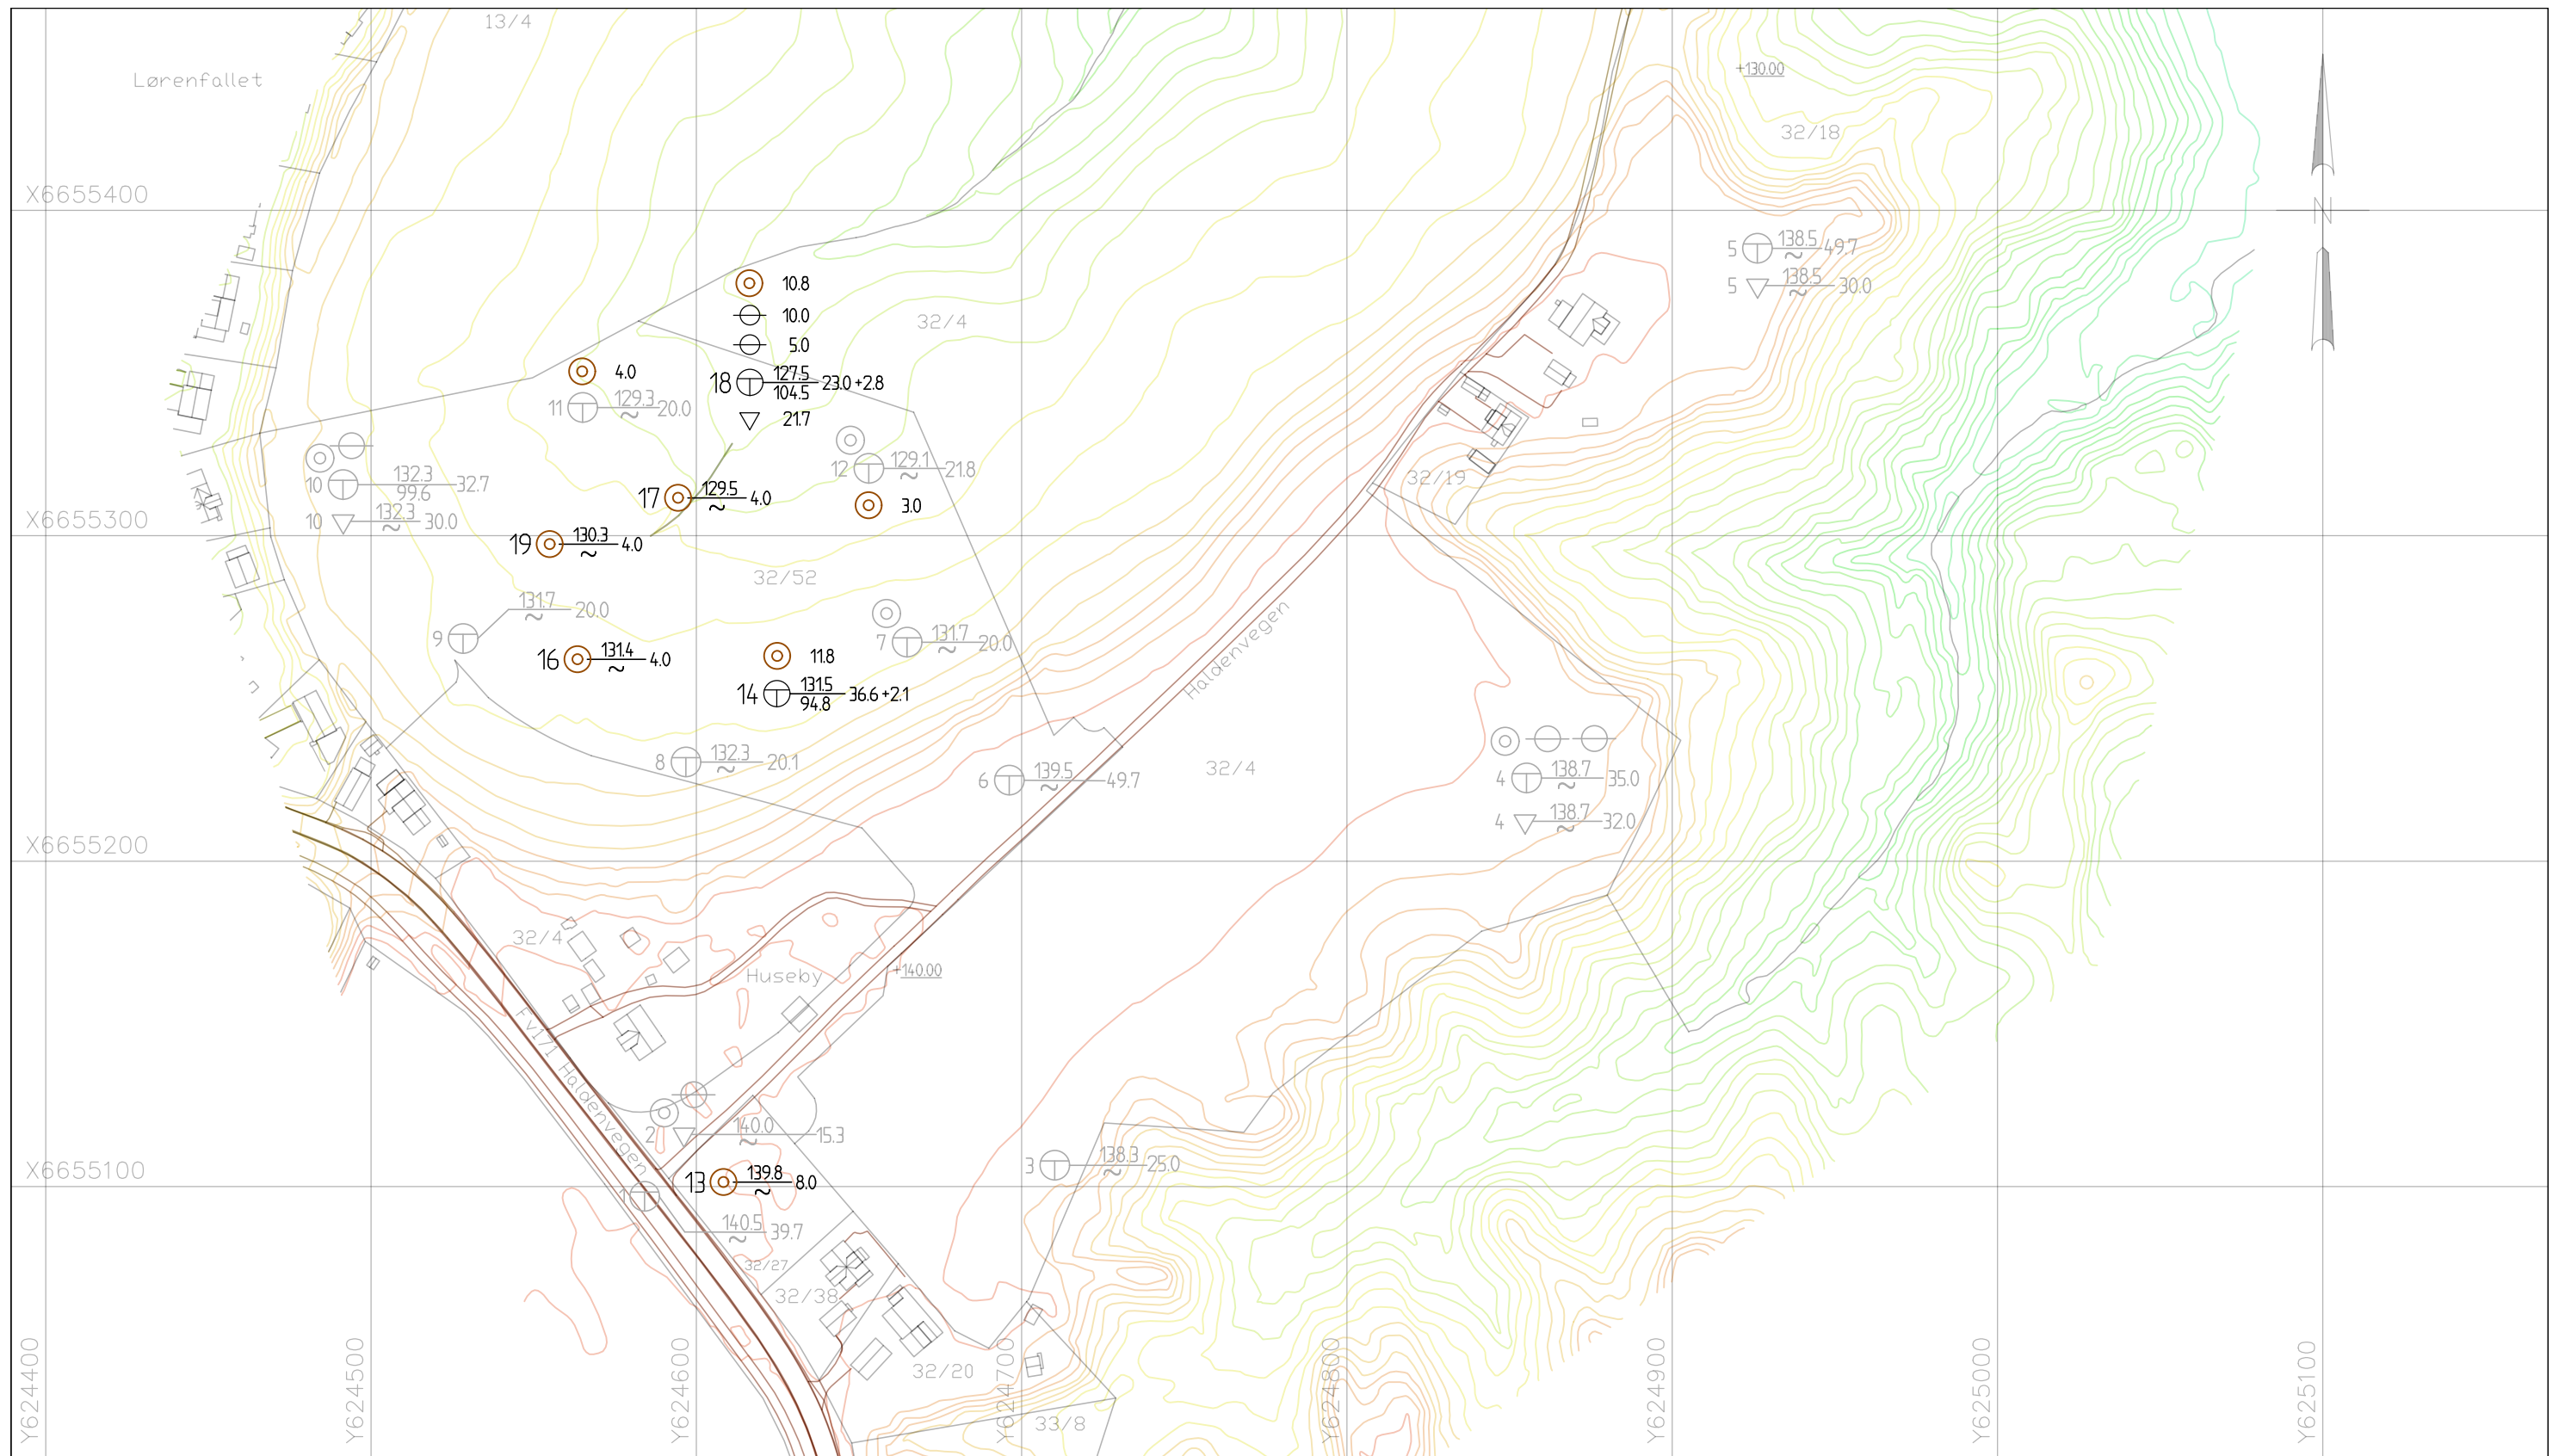 13/4
Lørenfallet
+130.00
32/18
X6655400
N
5 138.5 ~ 49.7
5 138.5 ~ 30.0
10.8
10.0
5.0
32/4
4.0
18 127.5 104.5 23.0 +2.8
11 129.3 ~ 20.0
21.7
12 129.1 ~ 21.8
10 132.3 99.6 32.7
32/19
17 129.5 ~ 4.0
3.0
10 132.3 ~ 30.0
X6655300
19 130.3 ~ 4.0
32/52
131.7 ~ 20.0
9
7 131.7 ~ 20.0
Haldenvegen
16 131.4 ~ 4.0
11.8
14 131.5 94.8 36.6 +2.1
8 132.3 ~ 20.1
32/4
6 139.5 ~ 49.7
4 138.7 ~ 35.0
4 138.7 ~ 32.0
X6655200
32/4
Huseby
+140.00
Fv171 Haldenvegen
2 140.0 ~ 15.3
3 138.3 ~ 25.0
X6655100
13 139.8 ~ 8.0
1
140.5 ~ 39.7
32/27
32/38
32/20
33/8
Y624400
Y624500
Y624600
Y624700
Y624800
Y624900
Y625000
Y625100